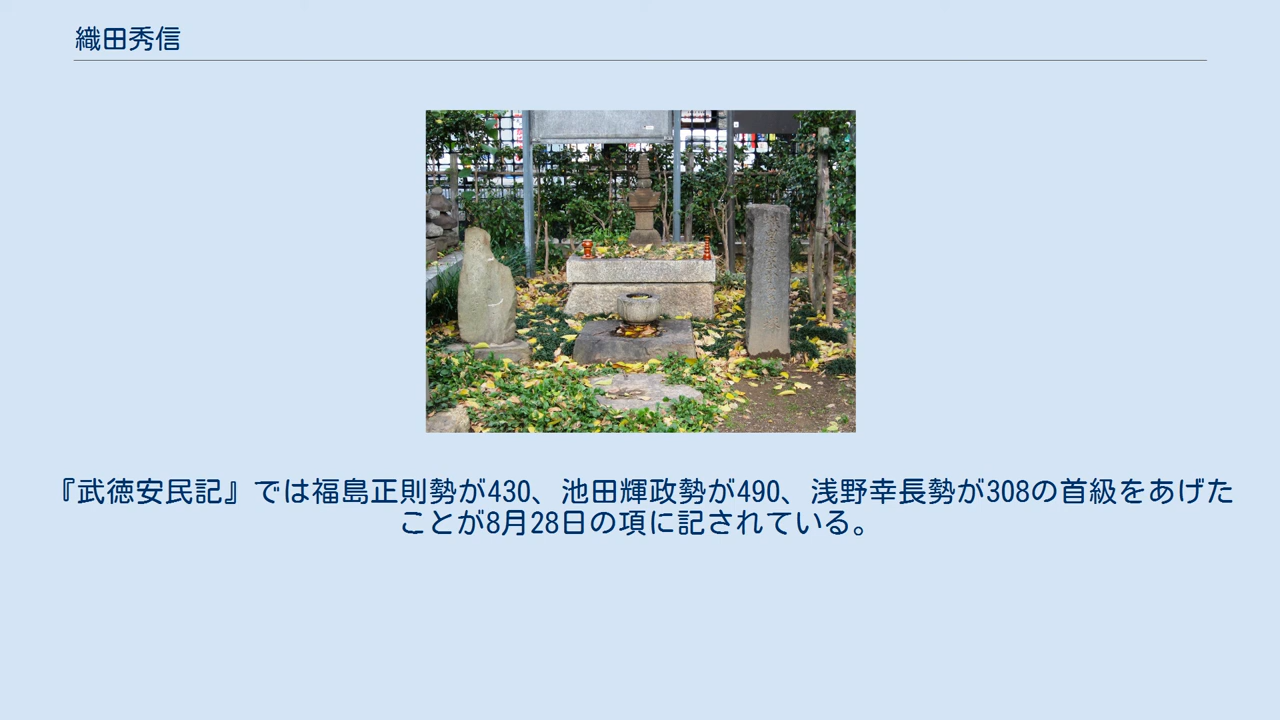 織田秀信
『武徳安民記』では福島正則勢が430、池田輝政勢が490、浅野幸長勢が308の首級をあげた
ことが8月28日の項に記されている。